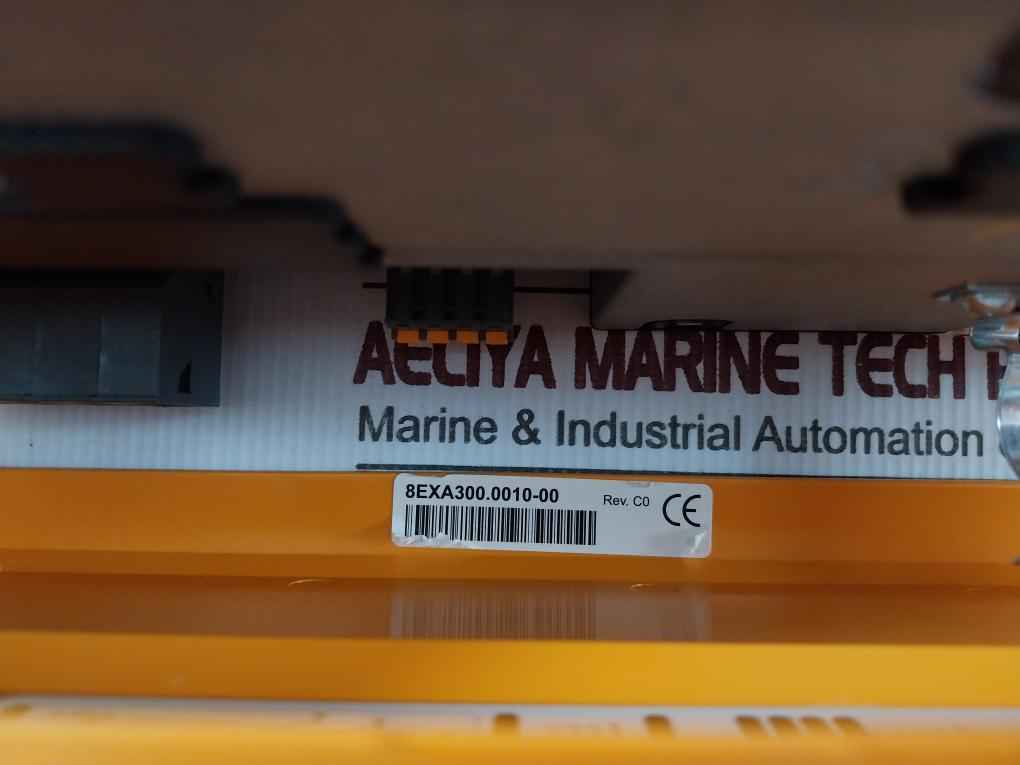 AECIYA MARINE TECH
Marine & Industrial Automation
8EXA300.0010-00
Rev. C0
CE